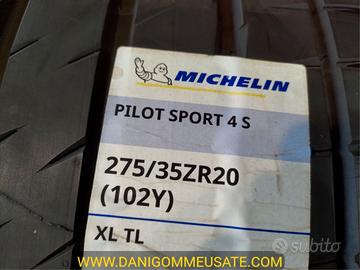 MICHELIN
PILOT SPORT 4 S
275/35ZR20
(102Y)
XL TL
subito
WWW.DANIGOMMEUSATE.COM